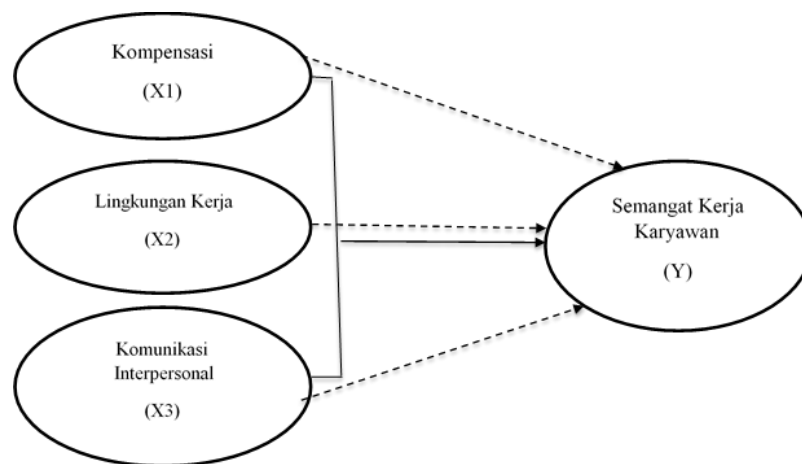 Kompensasi
(X1)
Lingkungan Kerja
(X2)
Komunikasi
Interpersonal
(X3)
Semangat Kerja
Karyawan
(Y)